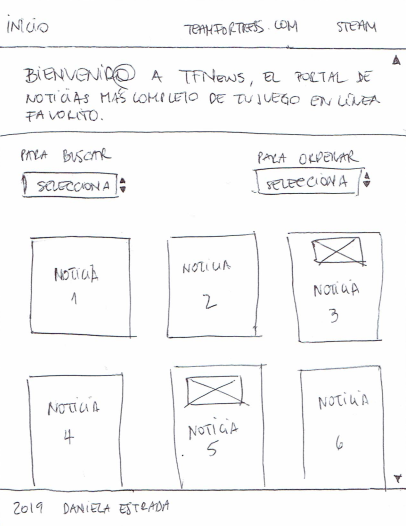 INICIO TEAMFORTRESS.COM STEAM
BIENVENID@ A TFNEWS, EL PORTAL DE
NOTICIAS MÁS COMPLETO DE TU JUEGO EN LÍNEA
FAVORITO.
PARA BUSCAR PARA ORDENAR
SELECCIONA SELECCIONA
NOTICIA
1
NOTICIA
2
NOTICIA
3
NOTICIA
4
NOTICIA
5
NOTICIA
6
2019 DANIELA ESTRADA